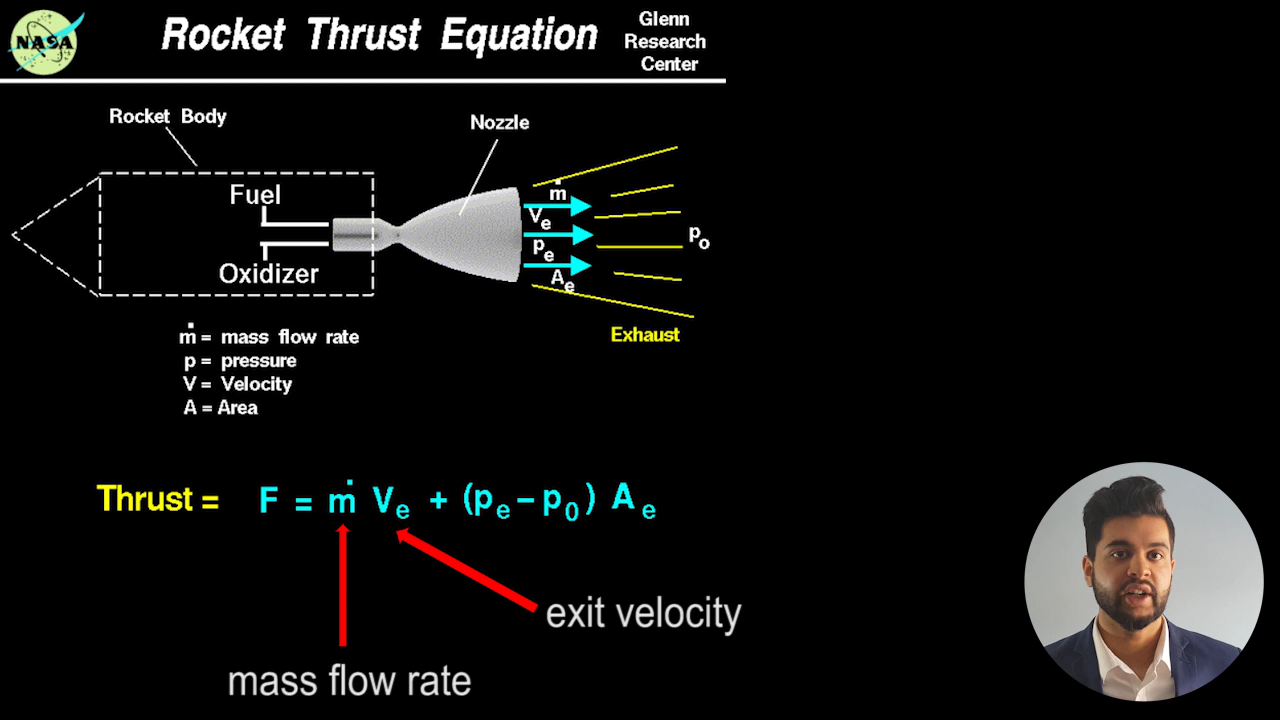 NASA
Rocket Thrust Equation
Glenn
Research
Center
Rocket Body
Nozzle
Fuel
Oxidizer
ṁ
Vₑ
pₑ
Aₑ
pₒ
Exhaust
ṁ = mass flow rate
p = pressure
V = Velocity
A = Area
Thrust = F = ṁ Vₑ + (pₑ – p₀) Aₑ
exit velocity
mass flow rate